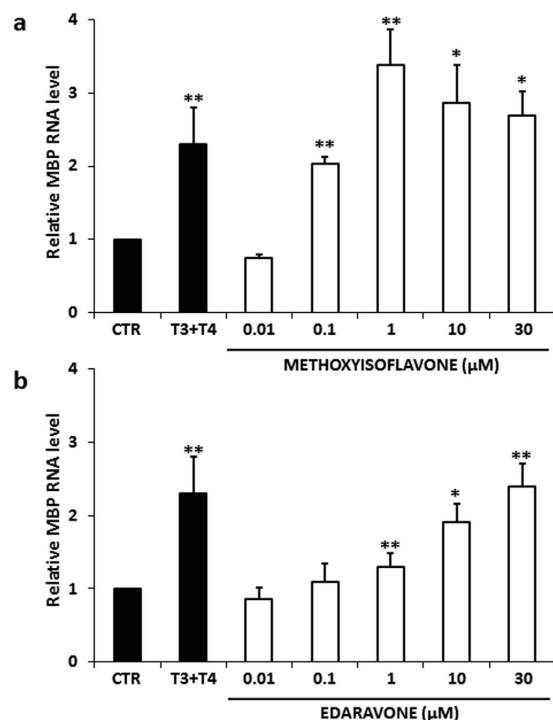 a
Relative MBP RNA level
4
3
2
1
0
**
**
**
*
*
CTR T3+T4 0.01 0.1 1 10 30
METHOXYISOFLAVONE (µM)
b
Relative MBP RNA level
4
3
2
1
0
**
**
*
**
CTR T3+T4 0.01 0.1 1 10 30
EDARAVONE (µM)